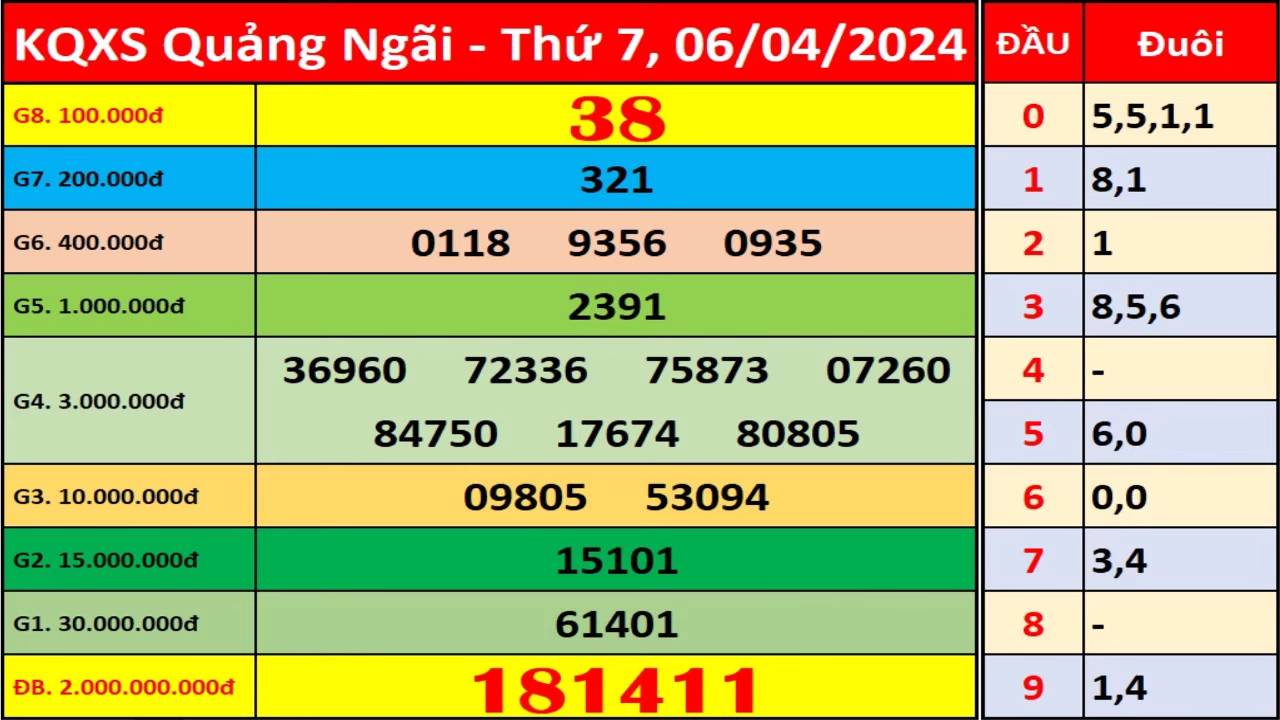 KQXS Quảng Ngãi - Thứ 7, 06/04/2024
G8. 100.000đ 38
G7. 200.000đ 321
G6. 400.000đ 0118 9356 0935
G5. 1.000.000đ 2391
G4. 3.000.000đ 36960 72336 75873 07260
84750 17674 80805
G3. 10.000.000đ 09805 53094
G2. 15.000.000đ 15101
G1. 30.000.000đ 61401
ĐB. 2.000.000.000đ 181411
ĐẦU Đuôi
0 5,5,1,1
1 8,1
2 1
3 8,5,6
4 -
5 6,0
6 0,0
7 3,4
8 -
9 1,4